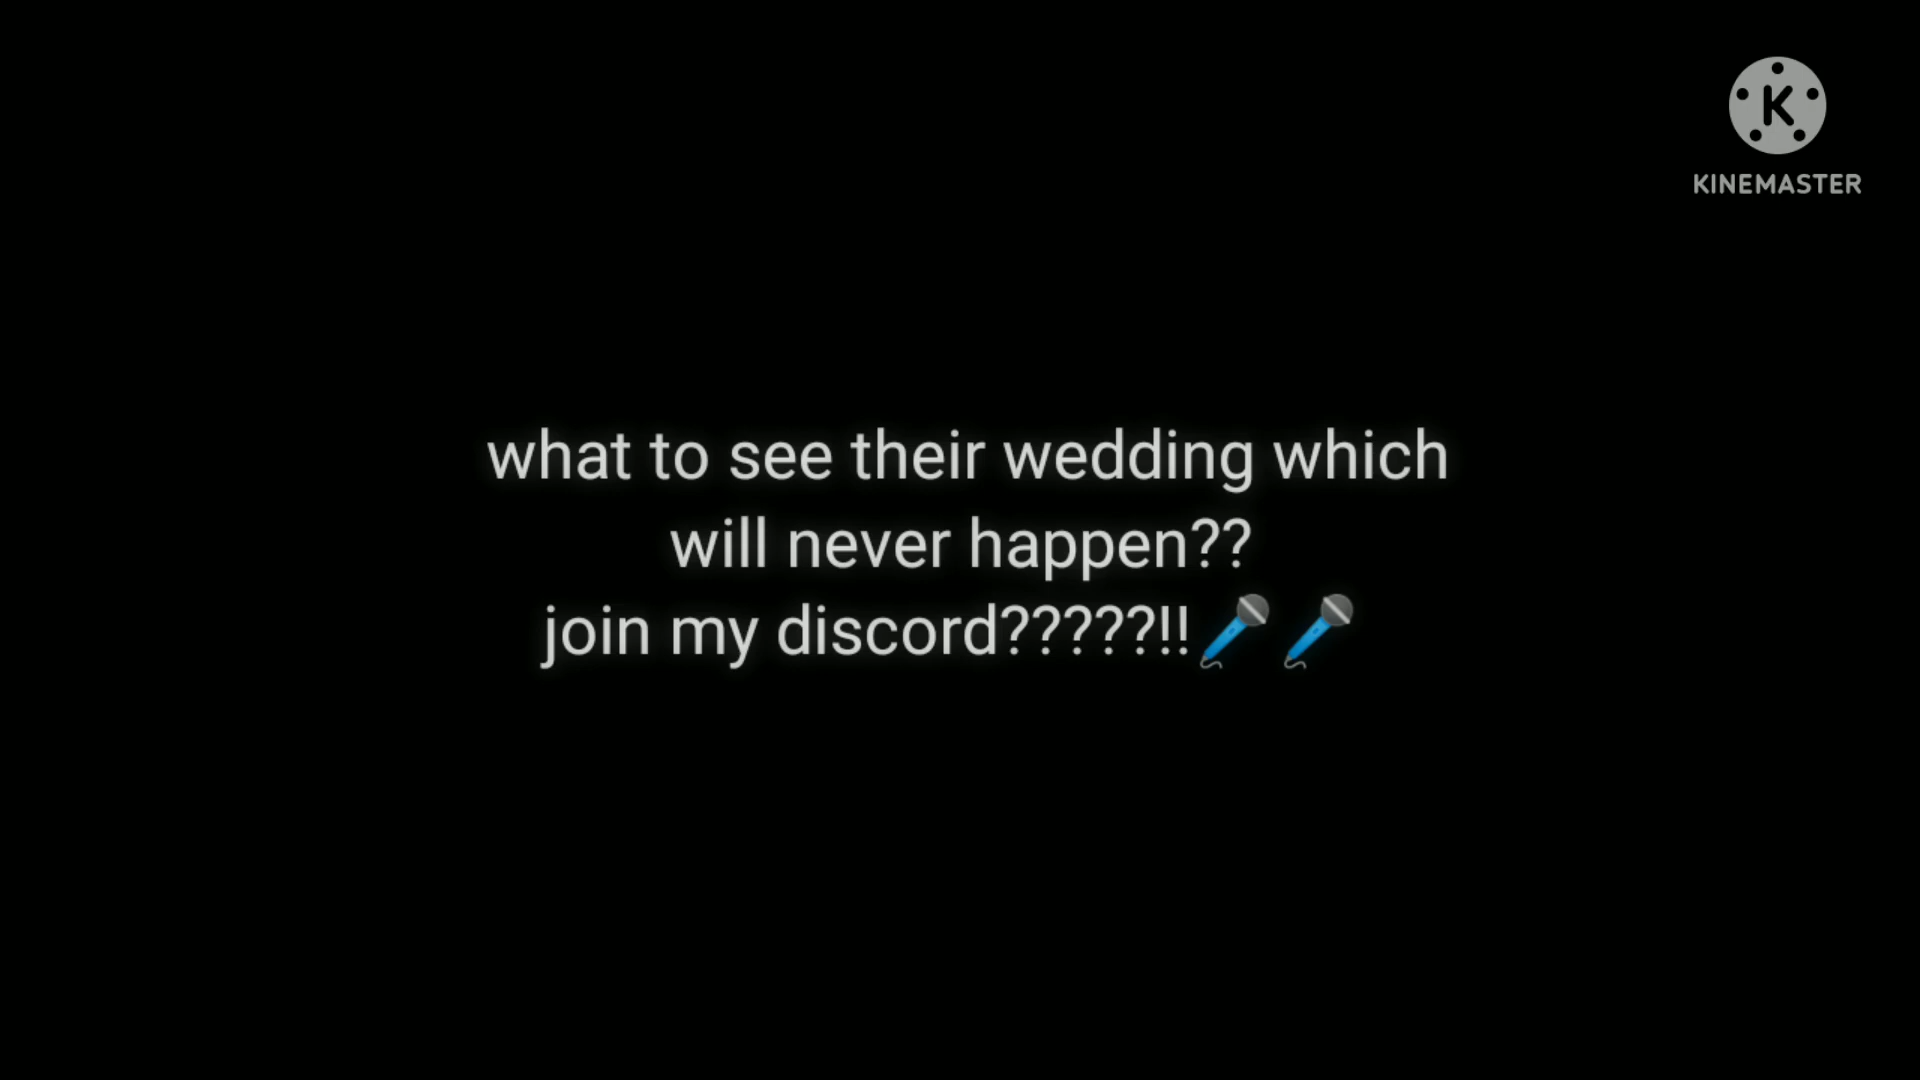 K
KINEMASTER
what to see their wedding which
will never happen??
join my discord?????!!🎤🎤